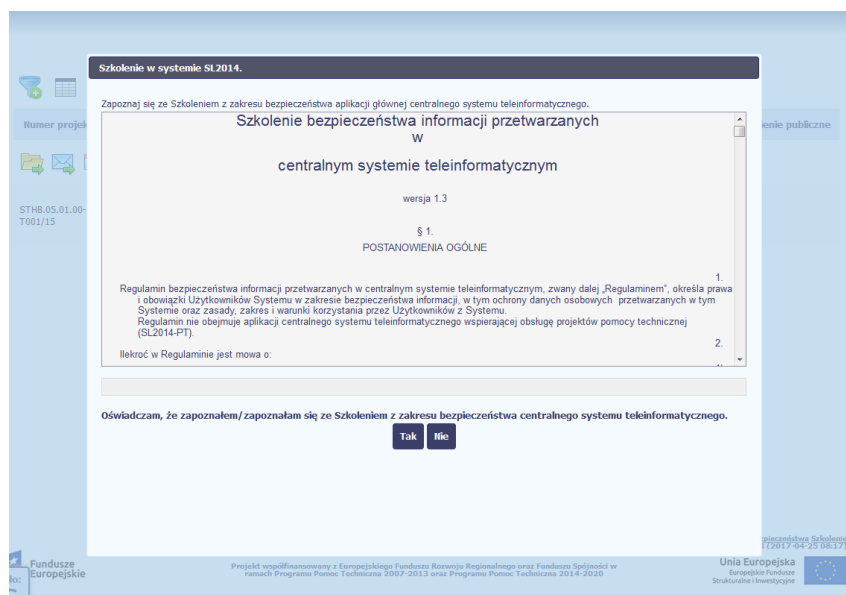 Szkolenie w systemie SL2014.
Zapoznaj się ze Szkoleniem z zakresu bezpieczeństwa aplikacji głównej centralnego systemu teleinformatycznego.
Numer projek
enie publiczne
Szkolenie bezpieczeństwa informacji przetwarzanych
w
centralnym systemie teleinformatycznym
wersja 1.3
STHB.05.01.00-
T001/15
§ 1.
POSTANOWIENIA OGÓLNE
1.
Regulamin bezpieczeństwa informacji przetwarzanych w centralnym systemie teleinformatycznym, zwany dalej „Regulaminem”, określa prawa
i obowiązki Użytkowników Systemu w zakresie bezpieczeństwa informacji, w tym ochrony danych osobowych przetwarzanych w tym
Systemie oraz zasady, zakres i warunki korzystania przez Użytkowników z Systemu.
Regulamin nie obejmuje aplikacji centralnego systemu teleinformatycznego wspierającej obsługę projektów pomocy technicznej
(SL2014-PT).
2.
Ilekroć w Regulaminie jest mowa o:
Oświadczam, że zapoznałem/zapoznałam się ze Szkoleniem z zakresu bezpieczeństwa centralnego systemu teleinformatycznego.
Tak Nie
Szkolenie
(2017-04-25 08:17)
Fundusze
Europejskie
Projekt współfinansowany z Europejskiego Funduszu Rozwoju Regionalnego oraz Funduszu Spójności w
ramach Programu Pomoc Techniczna 2007-2013 oraz Programu Pomoc Techniczna 2014-2020
Unia Europejska
Europejskie Fundusze
Strukturalne i Inwestycyjne